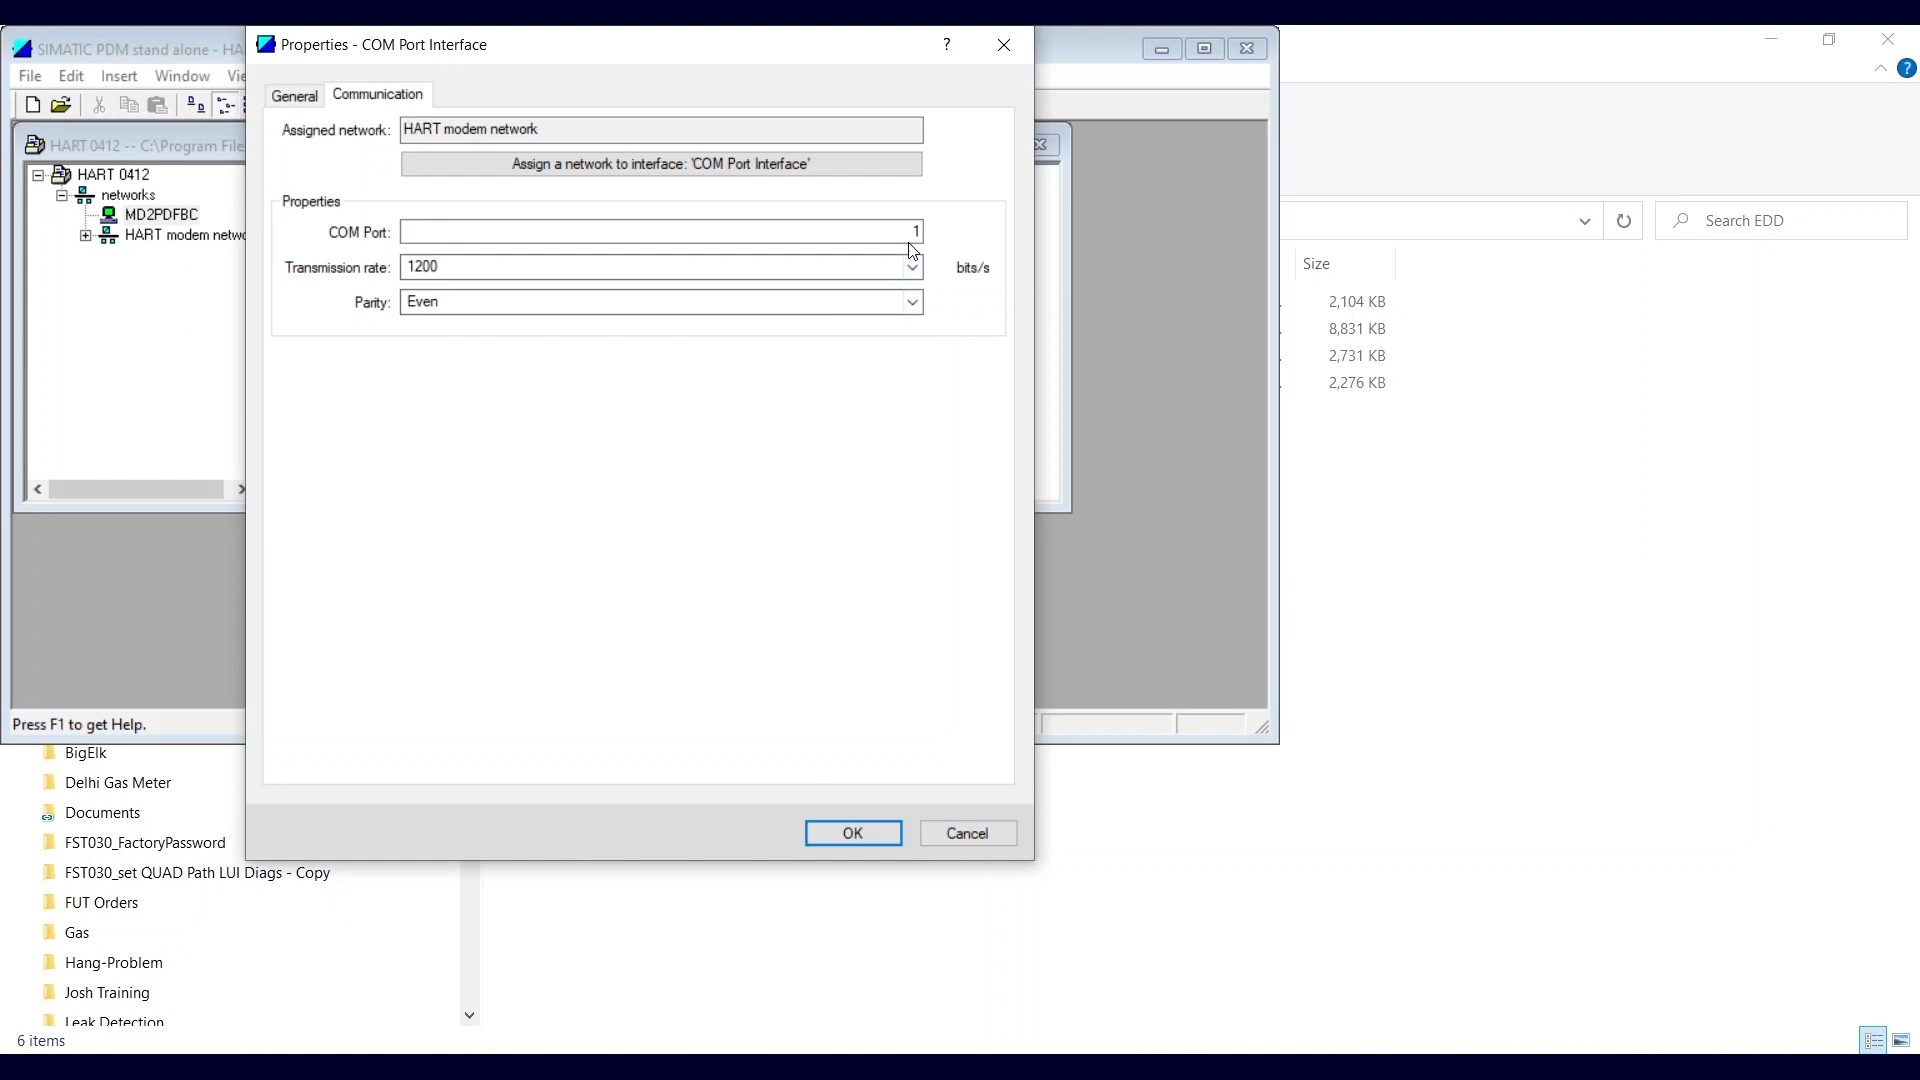 SIMATIC PDM stand alone - HA
Properties - COM Port Interface
?
File Edit Insert Window Vie
General Communication
Assigned network: HART modem network
Assign a network to interface: 'COM Port Interface'
HART 0412 -- C:\Program File
HART 0412
networks
MD2PDFBC
HART modem netwo
Properties
COM Port: 1
Transmission rate: 1200 bits/s
Parity: Even
OK
Cancel
Press F1 to get Help.
?
Search EDD
Size
2,104 KB
8,831 KB
2,731 KB
2,276 KB
BigElk
Delhi Gas Meter
Documents
FST030_FactoryPassword
FST030_set QUAD Path LUI Diags - Copy
FUT Orders
Gas
Hang-Problem
Josh Training
Leak Detection
6 items